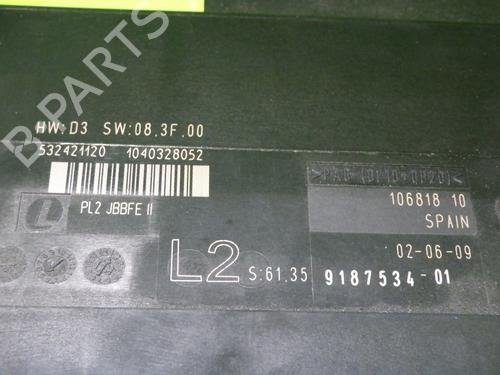 HW:D3 SW:08.3F.00
532421120 1040328052
PL2 JBBFE II
L
L2 S:61.35
106818 10
SPAIN
02-06-09
9187534-01
B-PARTS